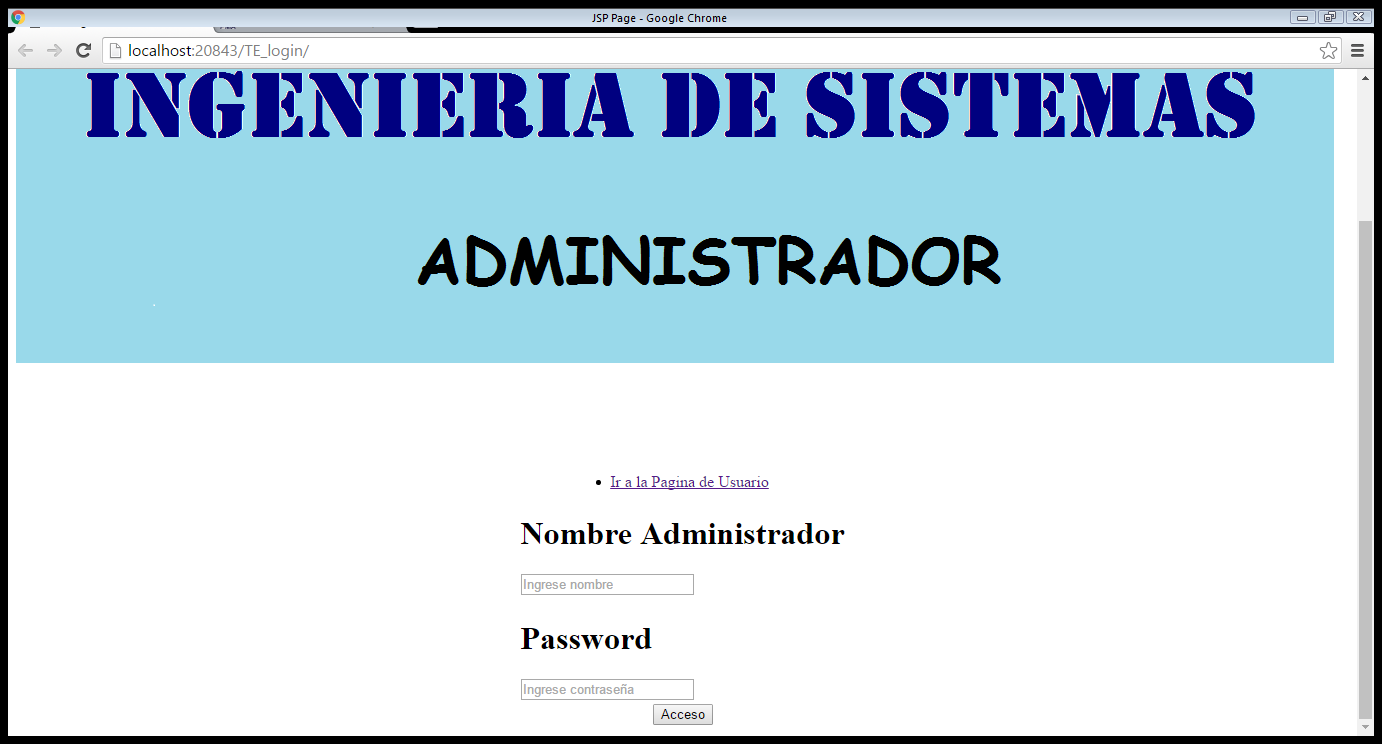 JSP Page - Google Chrome
localhost:20843/TE_login/
INGENIERIA DE SISTEMAS
ADMINISTRADOR
Ir a la Pagina de Usuario
Nombre Administrador
Ingrese nombre
Password
Ingrese contraseña
Acceso